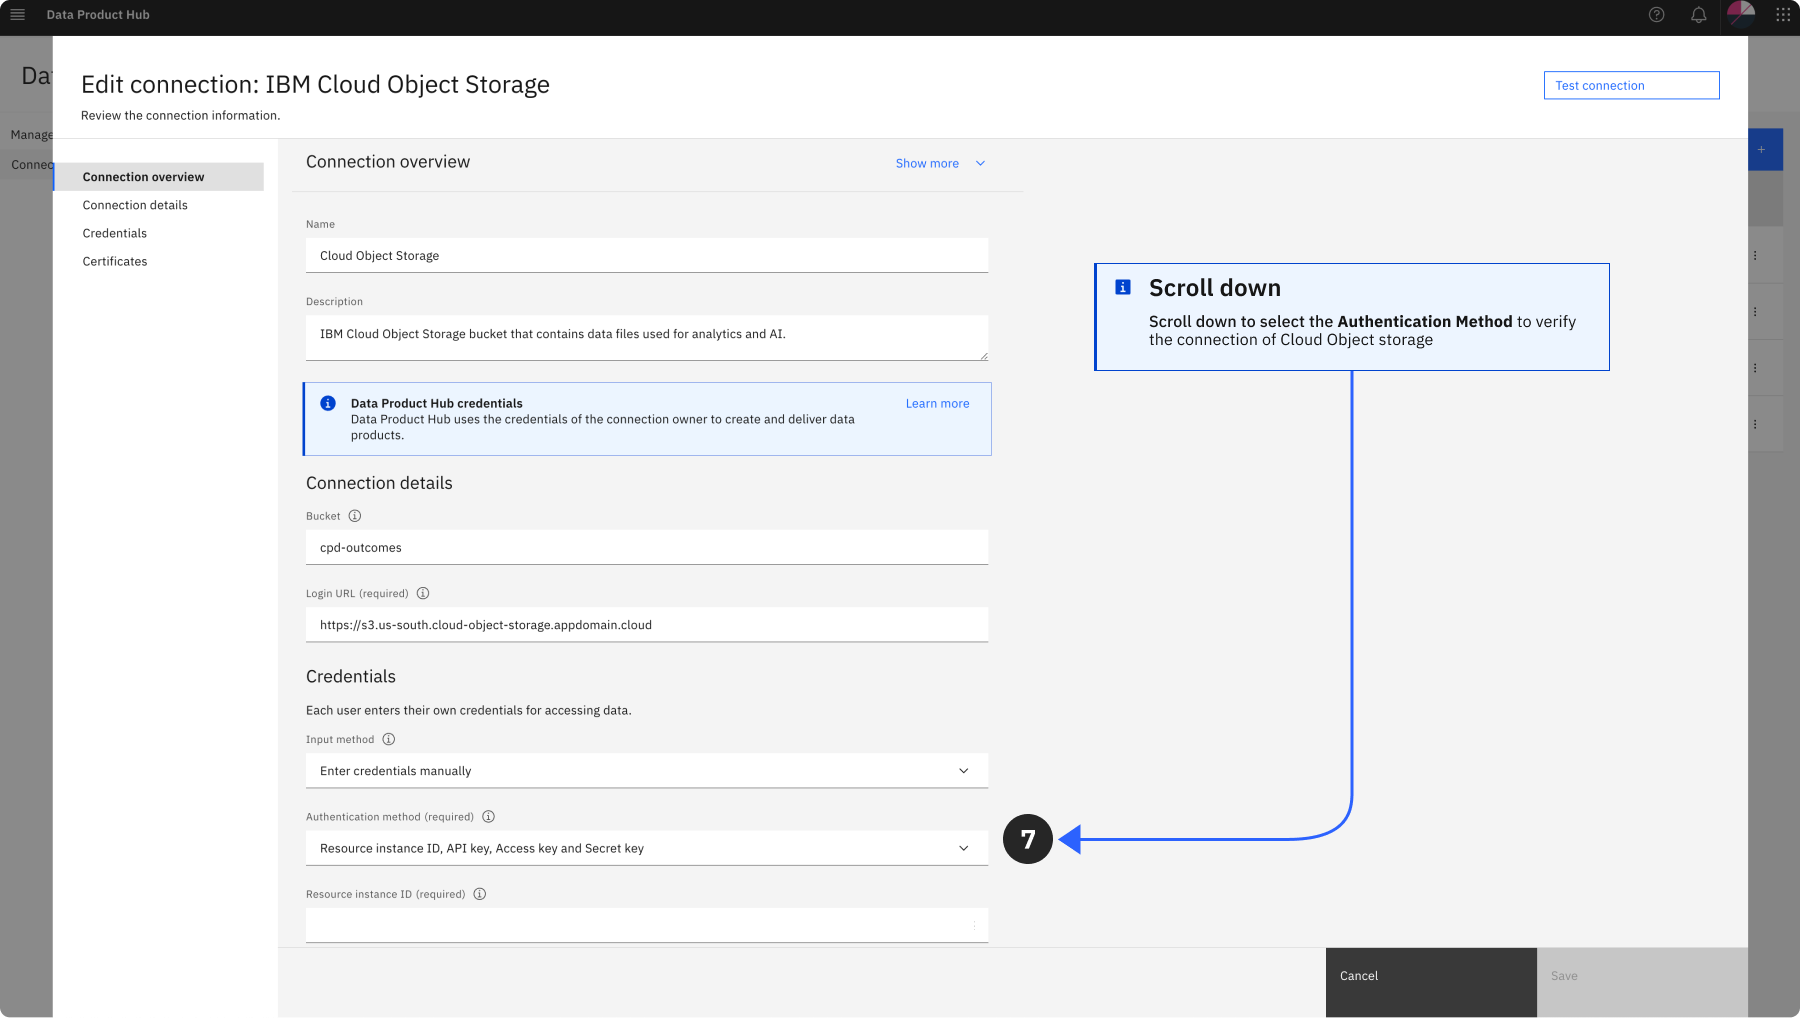 Data Product Hub
Da
Edit connection: IBM Cloud Object Storage
Test connection
Review the connection information.
Manage
Connec
+
Connection overview
Connection details
Credentials
Certificates
Connection overview
Show more
Name
Cloud Object Storage
Description
IBM Cloud Object Storage bucket that contains data files used for analytics and AI.
Data Product Hub credentials
Learn more
Data Product Hub uses the credentials of the connection owner to create and deliver data
products.
Connection details
Bucket
cpd-outcomes
Login URL (required)
https://s3.us-south.cloud-object-storage.appdomain.cloud
Credentials
Each user enters their own credentials for accessing data.
Input method
Enter credentials manually
Authentication method (required)
Resource instance ID, API key, Access key and Secret key
Resource instance ID (required)
Scroll down
Scroll down to select the Authentication Method to verify
the connection of Cloud Object storage
7
Cancel
Save